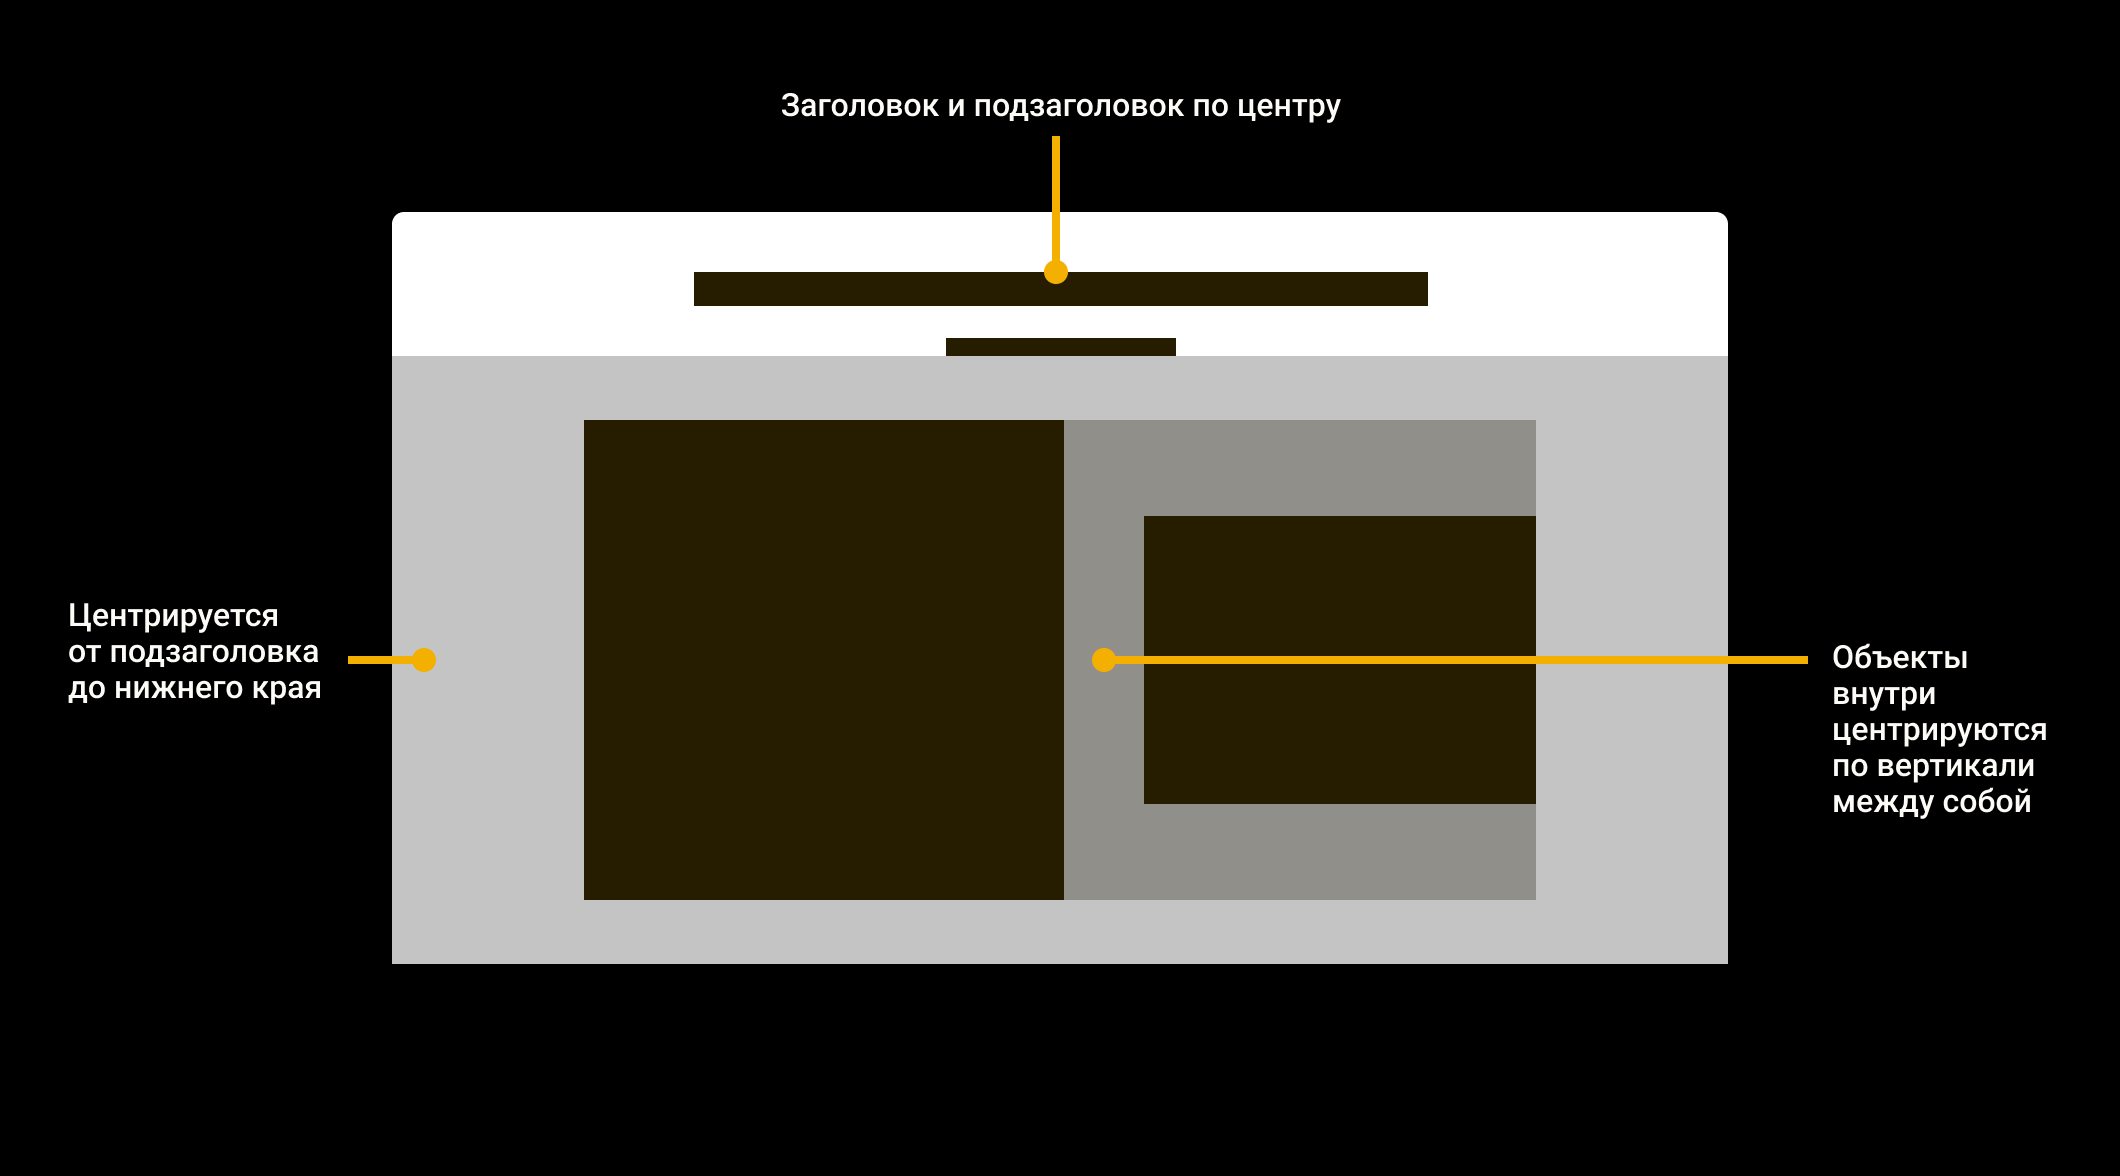 Заголовок и подзаголовок по центру
Центрируется
от подзаголовка
до нижнего края
Объекты
внутри
центрируются
по вертикали
между собой